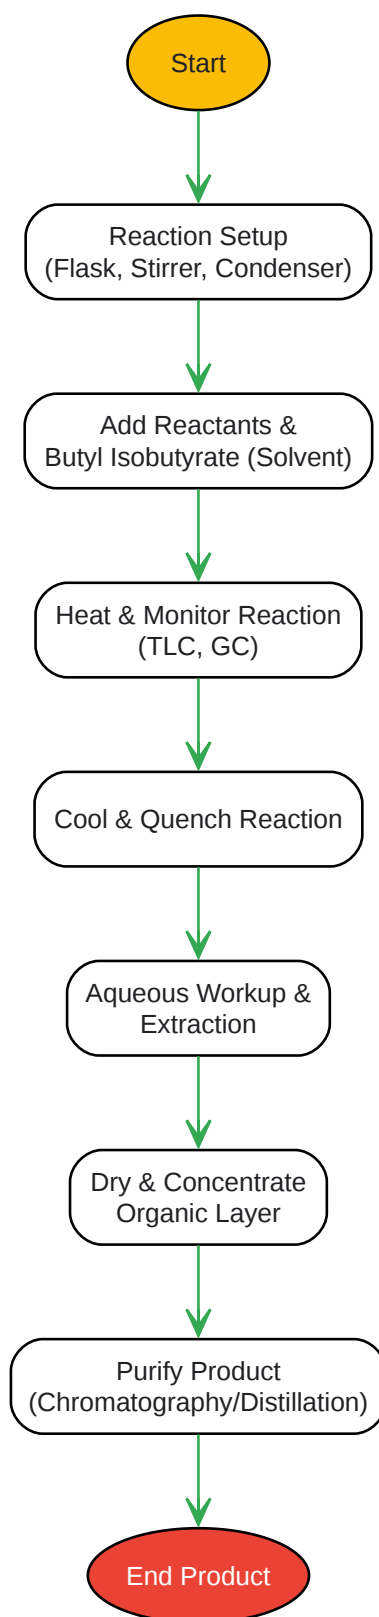 Start
Reaction Setup
(Flask, Stirrer, Condenser)
Add Reactants &
Butyl Isobutyrate (Solvent)
Heat & Monitor Reaction
(TLC, GC)
Cool & Quench Reaction
Aqueous Workup &
Extraction
Dry & Concentrate
Organic Layer
Purify Product
(Chromatography/Distillation)
End Product